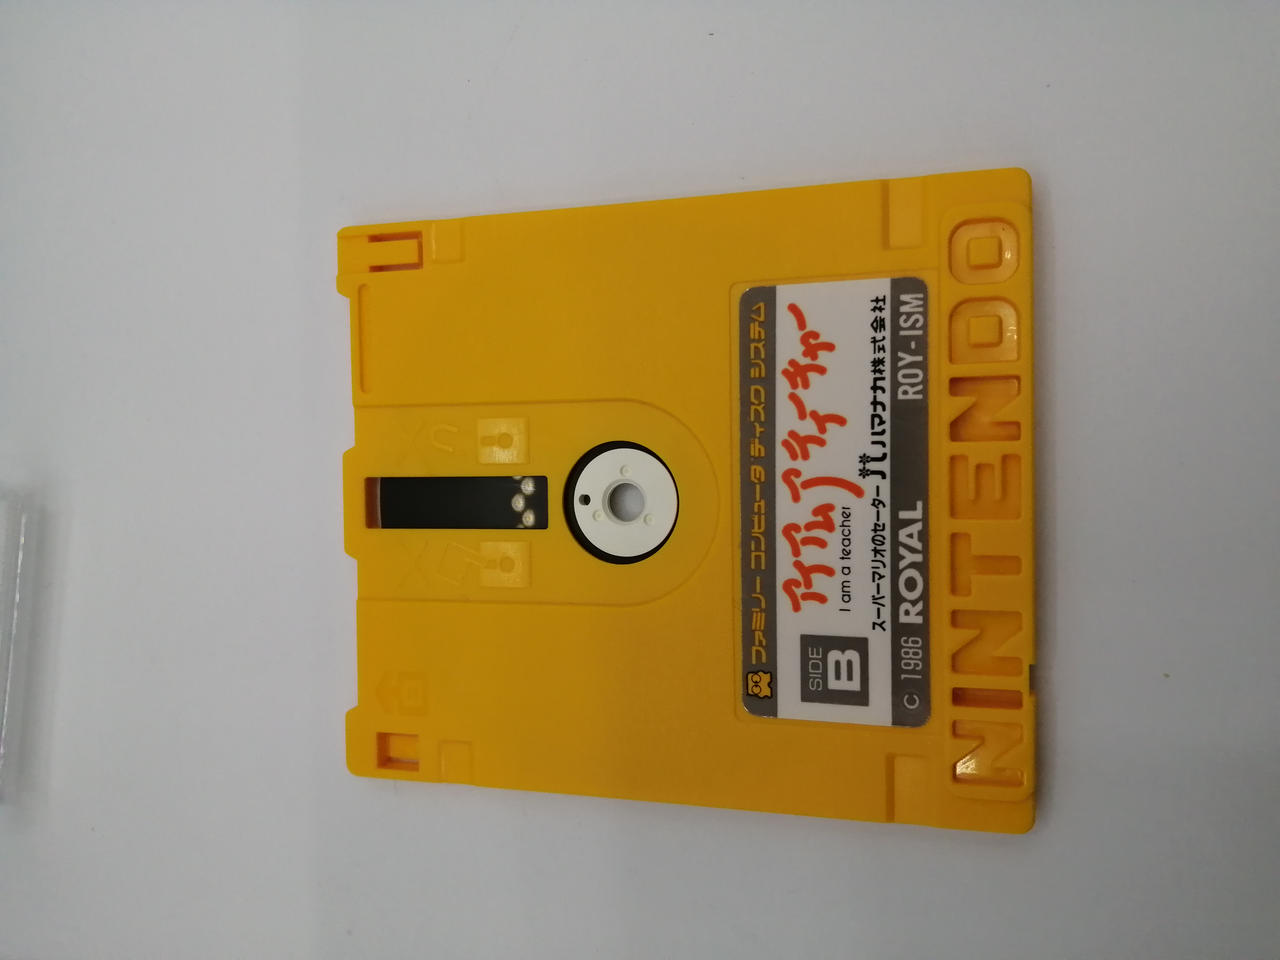 ファミリー コンピュータ ディスク システム
SIDE
B
アイアム アティーチャー
I am a teacher
スーパーマリオのセーター ハマナカ株式会社
© 1986 ROYAL ROY-ISM
NINTENDO